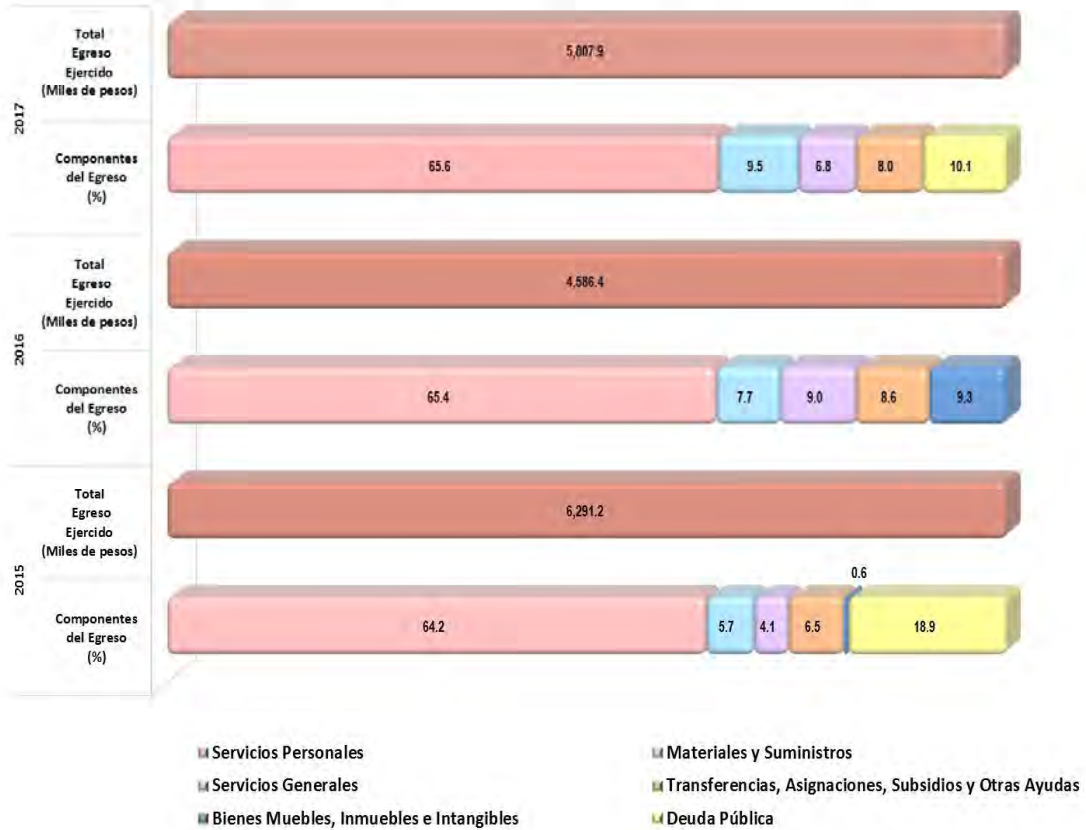 2017
Total
Egreso
Ejercido
(Miles de pesos)
5,807.9
Componentes
del Egreso
(%)
65.6 9.5 6.8 8.0 10.1
2016
Total
Egreso
Ejercido
(Miles de pesos)
4,586.4
Componentes
del Egreso
(%)
65.4 7.7 9.0 8.6 9.3
2015
Total
Egreso
Ejercido
(Miles de pesos)
6,291.2
0.6
Componentes
del Egreso
(%)
64.2 5.7 4.1 6.5 18.9
Servicios Personales
Materiales y Suministros
Servicios Generales
Transferencias, Asignaciones, Subsidios y Otras Ayudas
Bienes Muebles, Inmuebles e Intangibles
Deuda Pública